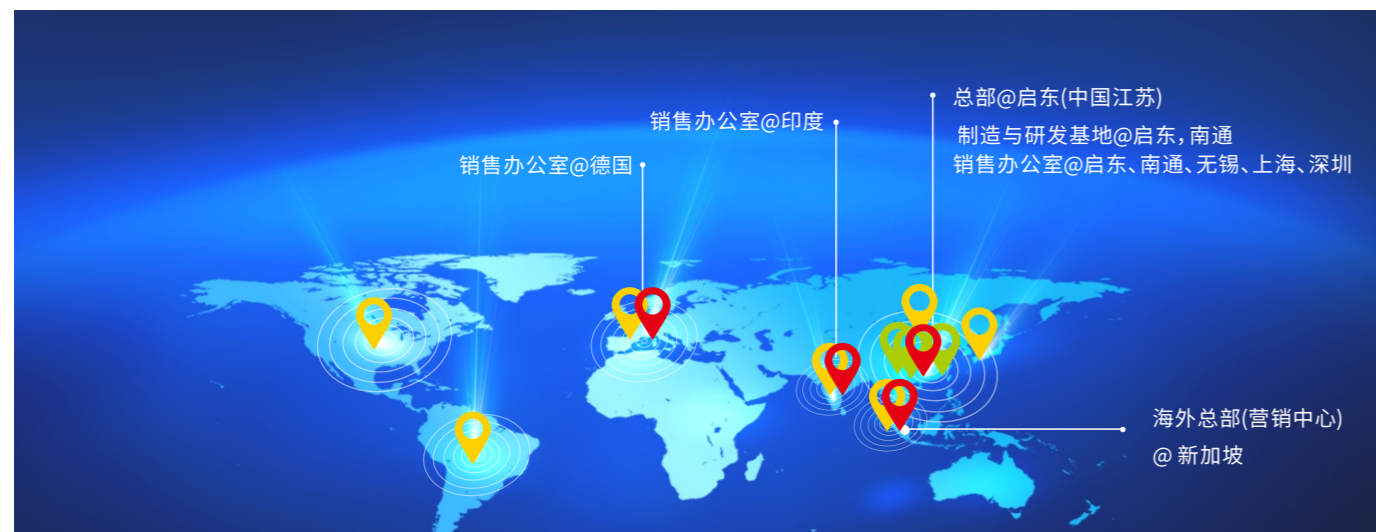 总部@启东(中国江苏)
制造与研发基地@启东,南通
销售办公室@启东、南通、无锡、上海、深圳
销售办公室@印度
销售办公室@德国
海外总部(营销中心)
@ 新加坡